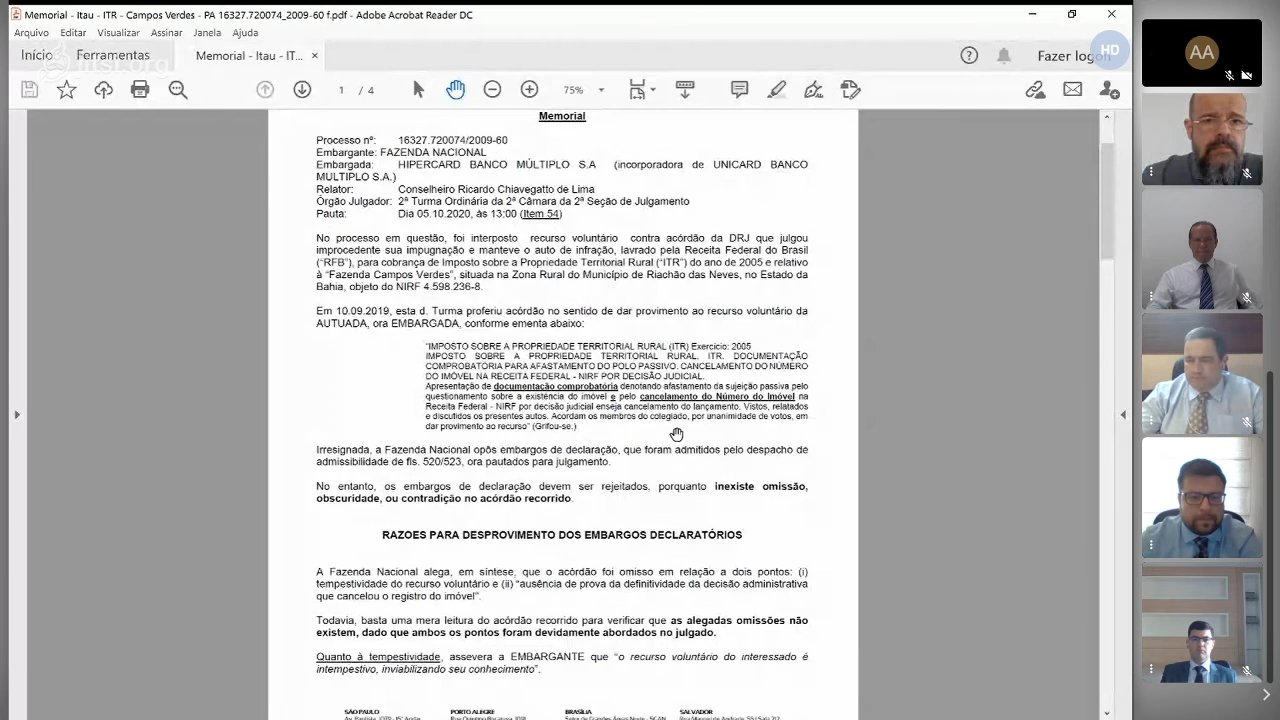 Memorial - Itau - ITR - Campos Verdes - PA 16327.720074_2009-60 f.pdf - Adobe Acrobat Reader DC
Arquivo Editar Visualizar Assinar Janela Ajuda
Início Ferramentas Memorial - Itau - IT... × Fazer logon HD
1 / 4 75%
AA
Memorial
Processo nº: 16327.720074/2009-60
Embargante: FAZENDA NACIONAL
Embargada: HIPERCARD BANCO MÚLTIPLO S.A (incorporadora de UNICARD BANCO
MULTIPLO S.A.)
Relator: Conselheiro Ricardo Chiavegatto de Lima
Órgão Julgador: 2ª Turma Ordinária da 2ª Câmara da 2ª Seção de Julgamento
Pauta: Dia 05.10.2020, às 13:00 (Item 54)
No processo em questão, foi interposto recurso voluntário contra acórdão da DRJ que julgou
improcedente sua impugnação e manteve o auto de infração, lavrado pela Receita Federal do Brasil
(“RFB”), para cobrança de Imposto sobre a Propriedade Territorial Rural (“ITR”) do ano de 2005 e relativo
à “Fazenda Campos Verdes”, situada na Zona Rural do Município de Riachão das Neves, no Estado da
Bahia, objeto do NIRF 4.598.236-8.
Em 10.09.2019, esta d. Turma proferiu acórdão no sentido de dar provimento ao recurso voluntário da
AUTUADA, ora EMBARGADA, conforme ementa abaixo:
“IMPOSTO SOBRE A PROPRIEDADE TERRITORIAL RURAL (ITR) Exercício: 2005
IMPOSTO SOBRE A PROPRIEDADE TERRITORIAL RURAL. ITR. DOCUMENTAÇÃO
COMPROBATÓRIA PARA AFASTAMENTO DO POLO PASSIVO. CANCELAMENTO DO NÚMERO
DO IMÓVEL NA RECEITA FEDERAL - NIRF POR DECISÃO JUDICIAL.
Apresentação de documentação comprobatória denotando afastamento da sujeição passiva pelo
questionamento sobre a existência do imóvel e pelo cancelamento do Número do Imóvel na
Receita Federal - NIRF por decisão judicial enseja cancelamento do lançamento. Vistos, relatados
e discutidos os presentes autos. Acordam os membros do colegiado, por unanimidade de votos, em
dar provimento ao recurso” (Grifou-se.)
Irresignada, a Fazenda Nacional opôs embargos de declaração, que foram admitidos pelo despacho de
admissibilidade de fls. 520/523, ora pautados para julgamento.
No entanto, os embargos de declaração devem ser rejeitados, porquanto inexiste omissão,
obscuridade, ou contradição no acórdão recorrido.
RAZOES PARA DESPROVIMENTO DOS EMBARGOS DECLARATÓRIOS
A Fazenda Nacional alega, em síntese, que o acórdão foi omisso em relação a dois pontos: (i)
tempestividade do recurso voluntário e (ii) “ausência de prova da definitividade da decisão administrativa
que cancelou o registro do imóvel”.
Todavia, basta uma mera leitura do acórdão recorrido para verificar que as alegadas omissões não
existem, dado que ambos os pontos foram devidamente abordados no julgado.
Quanto à tempestividade, assevera a EMBARGANTE que “o recurso voluntário do interessado é
intempestivo, inviabilizando seu conhecimento”.
SÃO PAULO PORTO ALEGRE BRASÍLIA SALVADOR